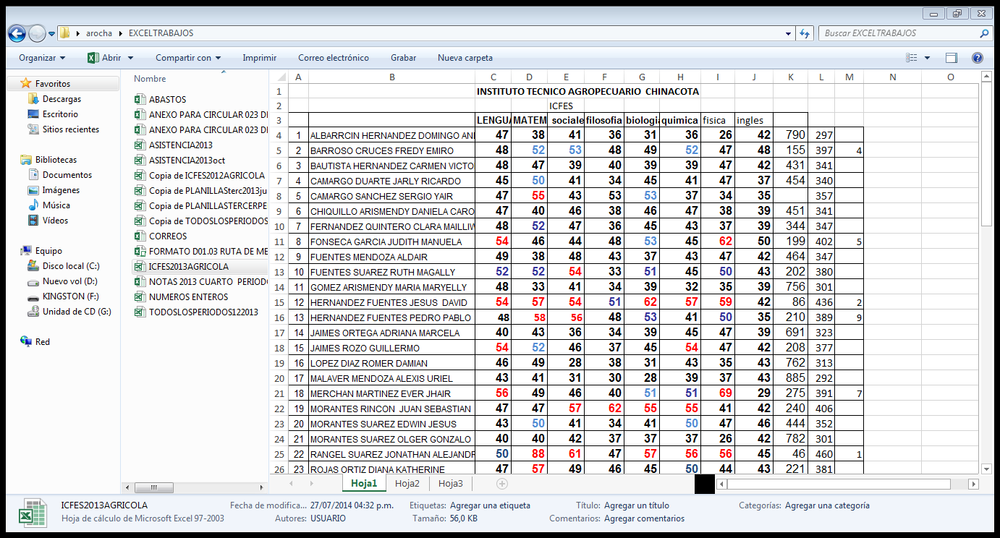 arocha EXCELTRABAJOS
Buscar EXCELTRABAJOS
Organizar Abrir Compartir con Imprimir Correo electrónico Grabar Nueva carpeta
Favoritos
Descargas
Escritorio
Sitios recientes
Bibliotecas
Documentos
Imágenes
Música
Vídeos
Equipo
Disco local (C:)
Nuevo vol (D:)
KINGSTON (F:)
Unidad de CD (G:)
Red
Nombre
ABASTOS
ANEXO PARA CIRCULAR 023 DE
ANEXO PARA CIRCULAR 023 DE
ASISTENCIA2013
ASISTENCIA2013oct
Copia de ICFES2012AGRICOLA
Copia de PLANILLASterc2013ju
Copia de PLANILLASTERCERPE
Copia de TODOSLOSPERIODOS
CORREOS
FORMATO D01.03 RUTA DE ME
ICFES2013AGRICOLA
NOTAS 2013 CUARTO PERIODO
NUMEROS ENTEROS
TODOSLOSPERIODOS122013
A B C D E F G H I J K L M N O
1 INSTITUTO TECNICO AGROPECUARIO CHINACOTA
2 ICFES
3 LENGUA MATEM sociale filosofia biologia quimica fisica ingles
4 1 ALBARRCIN HERNANDEZ DOMINGO AN 47 38 41 36 31 36 26 42 790 297
5 2 BARROSO CRUCES FREDY EMIRO 48 52 53 48 49 52 47 48 155 397 4
6 3 BAUTISTA HERNANDEZ CARMEN VICTO 48 47 39 40 39 39 47 42 431 341
7 4 CAMARGO DUARTE JARLY RICARDO 45 50 41 34 45 41 47 37 454 340
8 5 CAMARGO SANCHEZ SERGIO YAIR 47 55 43 53 53 37 34 35 357
9 6 CHIQUILLO ARISMENDY DANIELA CARO 47 40 46 38 46 47 38 39 451 341
10 7 FERNANDEZ QUINTERO CLARA MAILLIW 48 52 47 36 45 43 37 39 344 347
11 8 FONSECA GARCIA JUDITH MANUELA 54 46 44 48 53 45 62 50 199 402 5
12 9 FUENTES MENDOZA ALDAIR 49 38 48 43 37 43 47 42 464 347
13 10 FUENTES SUAREZ RUTH MAGALLY 52 52 54 33 51 45 50 43 202 380
14 11 GOMEZ ARISMENDY MARIA MARYELLY 48 33 41 34 39 32 35 39 756 301
15 12 HERNANDEZ FUENTES JESUS DAVID 54 57 54 51 62 57 59 42 86 436 2
16 13 HERNANDEZ FUENTES PEDRO PABLO 48 58 56 48 53 41 50 35 210 389 9
17 14 JAIMES ORTEGA ADRIANA MARCELA 40 43 36 34 39 45 47 39 691 323
18 15 JAIMES ROZO GUILLERMO 54 52 46 37 45 54 47 42 208 377
19 16 LOPEZ DIAZ ROMER DAMIAN 46 49 28 38 31 43 35 43 762 313
20 17 MALAVER MENDOZA ALEXIS URIEL 43 41 31 30 28 39 37 43 885 292
21 18 MERCHAN MARTINEZ EVER JHAIR 56 49 46 40 51 51 69 29 275 391 7
22 19 MORANTES RINCON JUAN SEBASTIAN 47 47 57 62 55 55 41 42 240 406
23 20 MORANTES SUAREZ EDWIN JESUS 43 50 41 34 41 50 47 46 444 352
24 21 MORANTES SUAREZ OLGER GONZALO 40 40 42 37 37 37 26 42 782 301
25 22 RANGEL SUAREZ JONATHAN ALEJANDR 50 88 61 47 57 56 56 45 46 460 1
26 23 ROJAS ORTIZ DIANA KATHERINE 47 57 49 46 45 50 44 43 221 381
Hoja1 Hoja2 Hoja3
ICFES2013AGRICOLA Fecha de modifica... 27/07/2014 04:32 p.m. Etiquetas: Agregar una etiqueta Título: Agregar un título Categorías: Agregar una categoría
Hoja de cálculo de Microsoft Excel 97-2003 Autores: USUARIO Tamaño: 56,0 KB Comentarios: Agregar comentarios